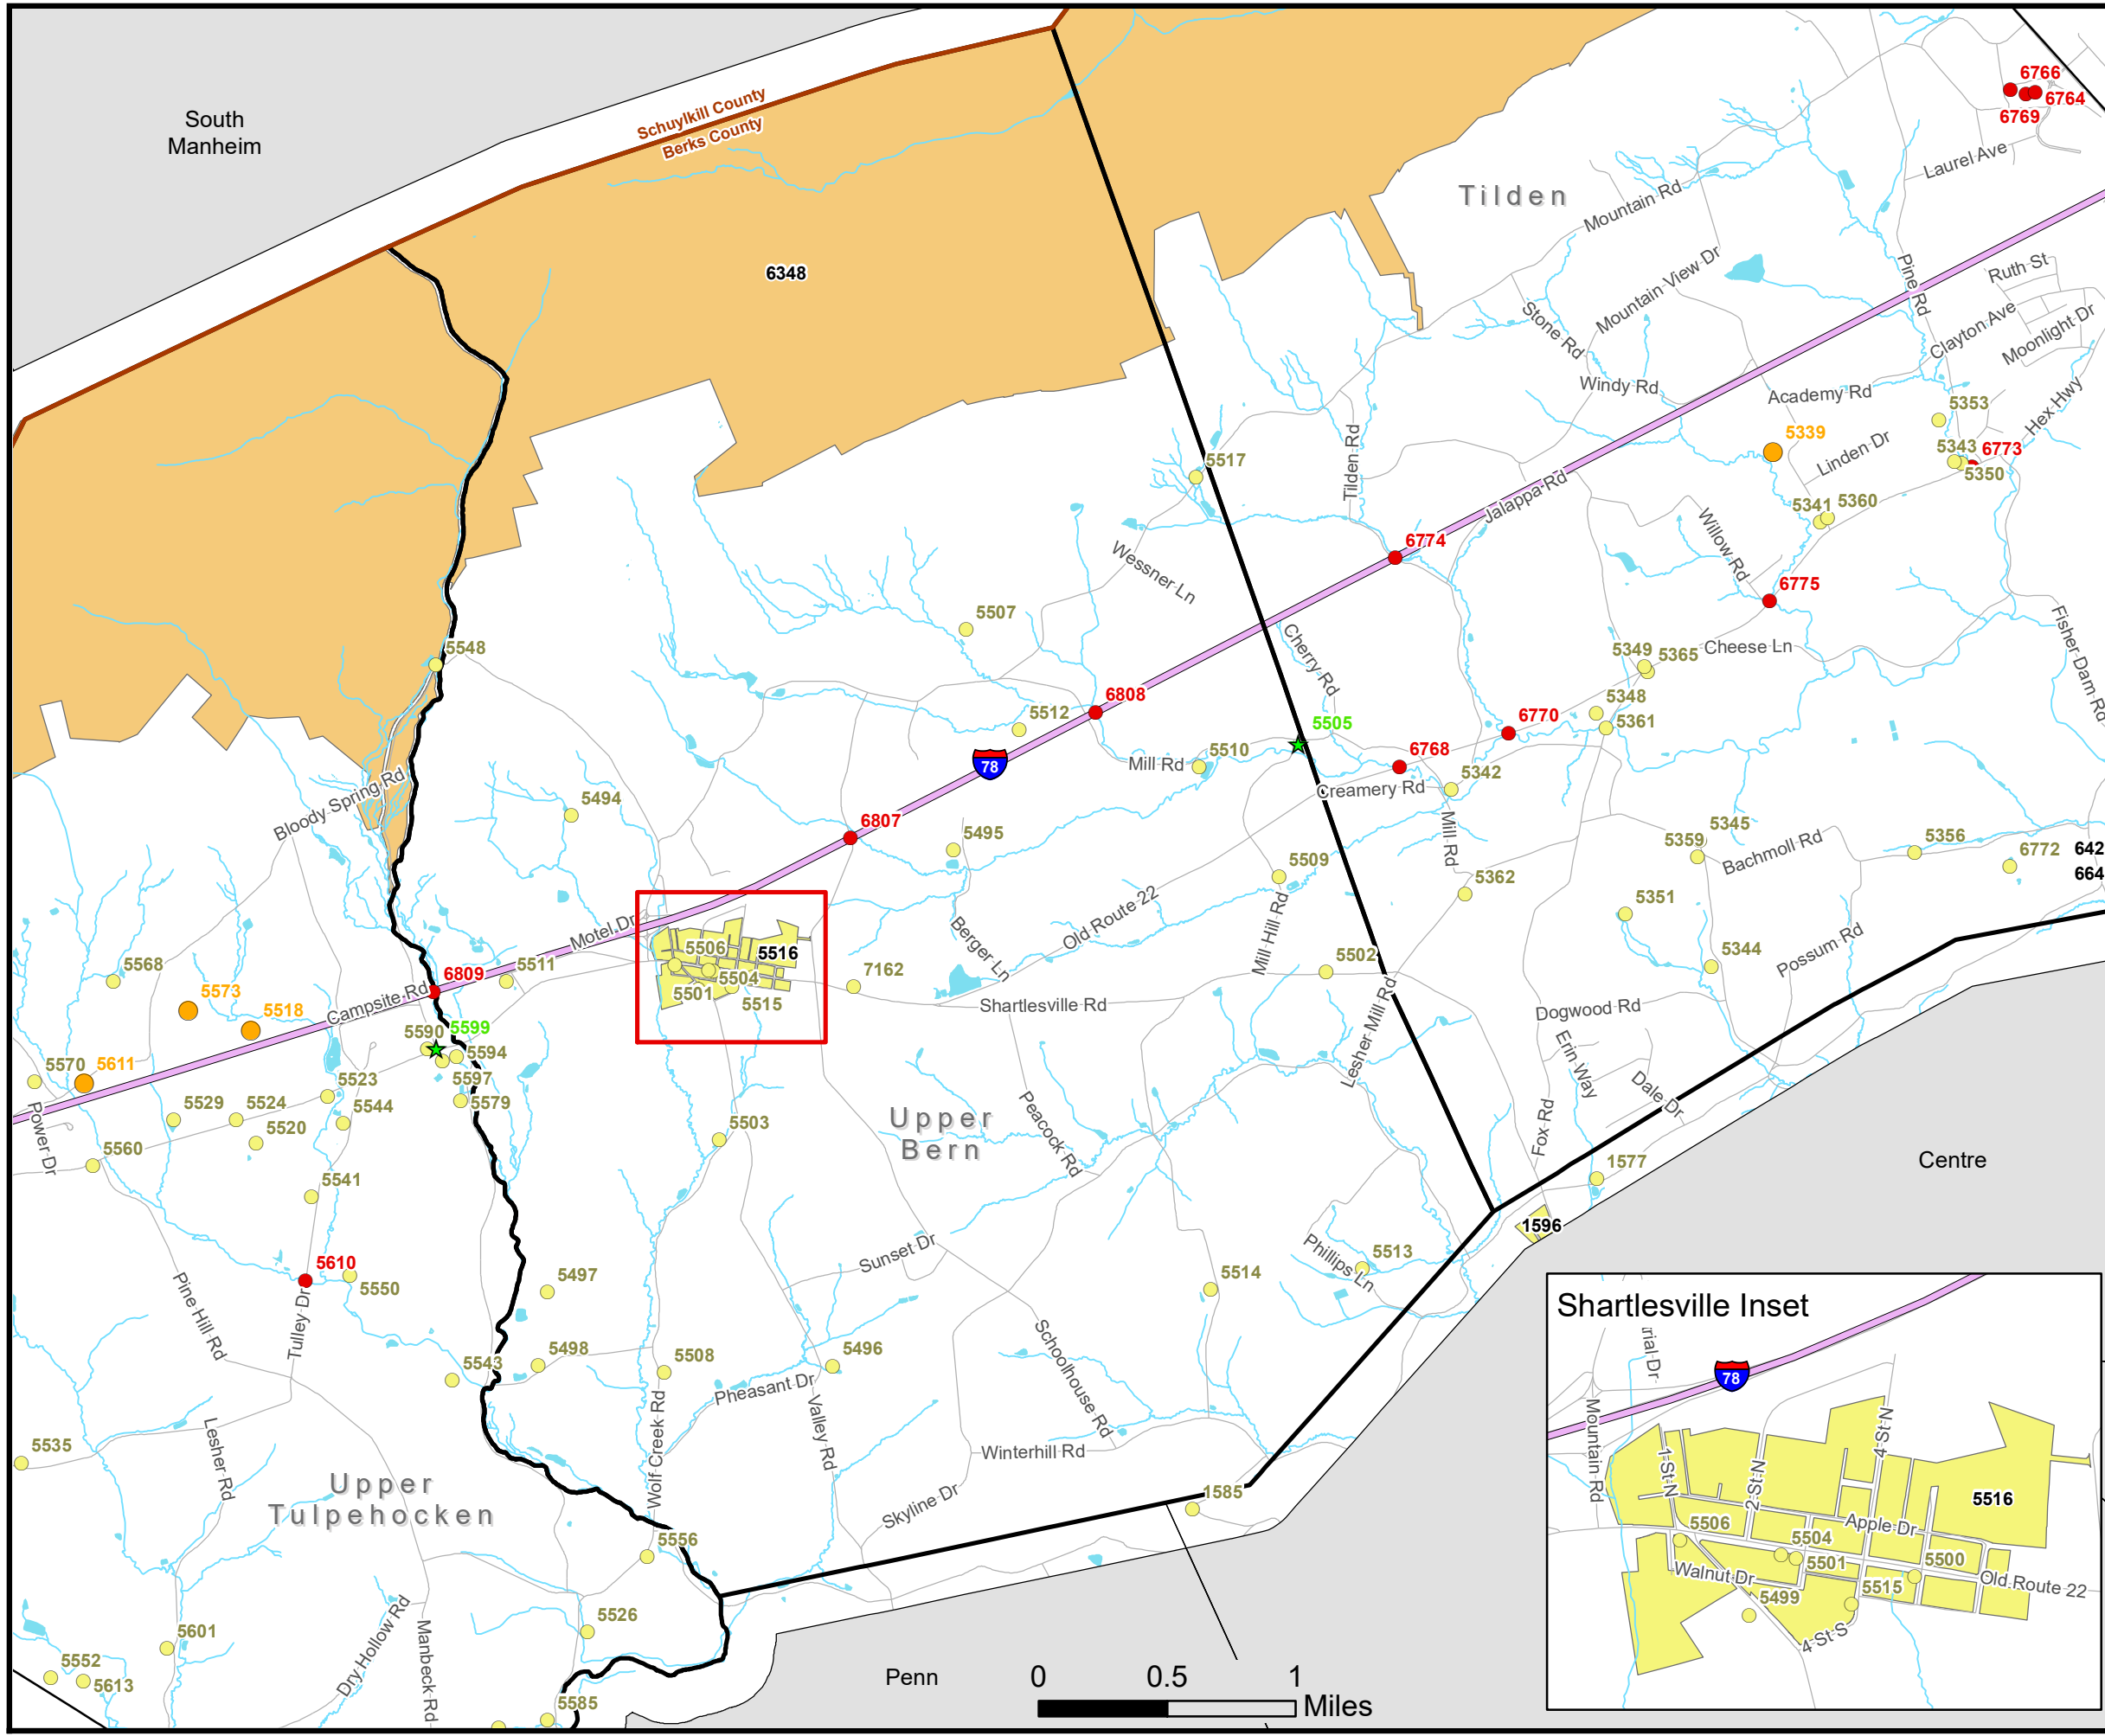 South
Manheim
Schuylkill County
Berks County
6348
Tilden
6766
6764
6769
Laurel Ave
Mountain Rd
Mountain View Dr
Pine Rd
Ruth St
Stone Rd
Clayton Ave
Moonlight Dr
Windy Rd
Academy Rd
Hex Hwy
5353
5339
Linden Dr
5343
6773
5350
5517
Tilden Rd
Jalappa Rd
5341
5360
Willow Rd
6774
Wessner Ln
6775
5507
Fisher Dam Rd
5548
Cherry Rd
5349
5365
Cheese Ln
6808
5348
5512
5505
6770
5361
78
Mill Rd
5510
6768
5342
Creamery Rd
Bloody Spring Rd
5494
6807
5495
Mill Rd
5345
5359
Bachmoll Rd
5356
6772
642
664
5509
5362
5351
Motel Dr
Old Route 22
Berger Ln
Mill Hill Rd
5506
5516
5568
6809
5511
5504
7162
5502
5344
Possum Rd
5573
5501
5515
Shartlesville Rd
5518
Campsite Rd
Lesher Mill Rd
Dogwood Rd
5590
5599
5594
Erin Way
5570
5611
5523
5597
5529
5524
5544
5579
Dale Dr
Power Dr
5520
5503
Upper
Bern
Peacock Rd
Fox Rd
5560
5541
1577
Centre
1596
5610
5550
Sunset Dr
5497
5514
Phillips Ln
5513
Pine Hill Rd
Tulley Dr
5543
5498
5508
5496
Schoolhouse Rd
Pheasant Dr
Valley Rd
Wolf Creek Rd
5535
Lesher Rd
Winterhill Rd
Upper
Tulpehocken
Skyline Dr
1585
5556
5526
5601
Dry Hollow Rd
Manbeck Rd
5552
5613
5585
Penn
0 0.5 1
Miles
Shartlesville Inset
rial Dr
78
Mountain Rd
1 St N
2 St N
4 St N
5516
5506
5504
Apple Dr
5501
5500
Walnut Dr
5499
5515
Old Route 22
4 St S